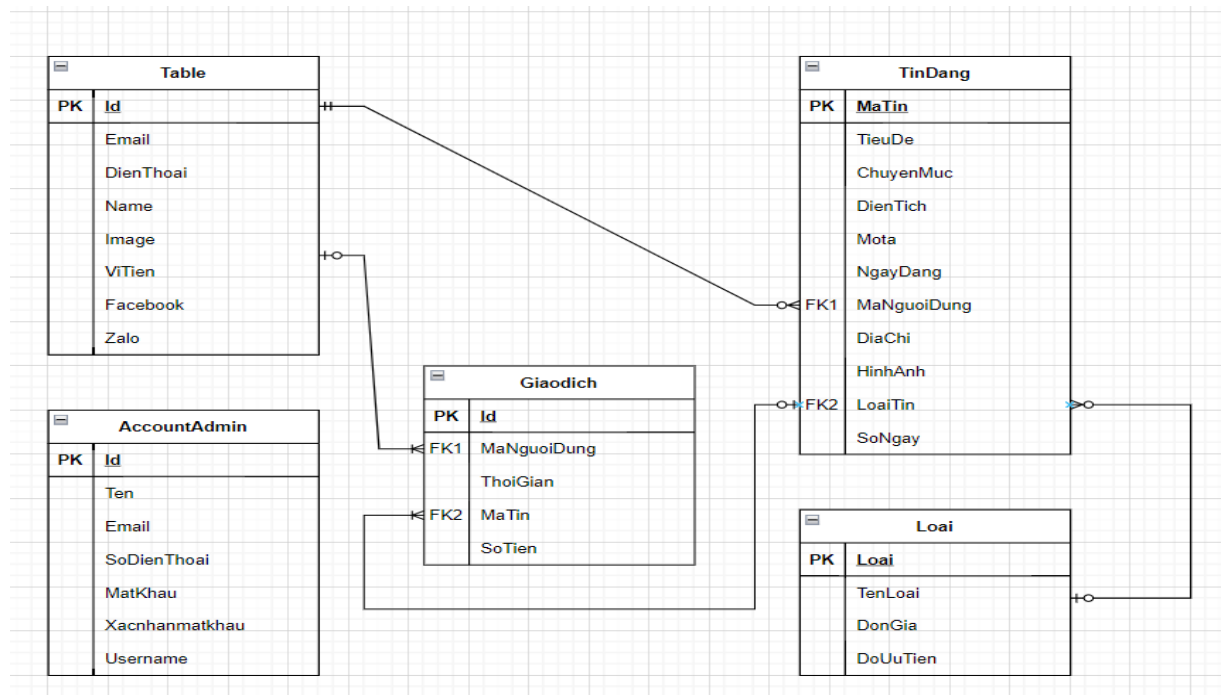 Table
PK Id
Email
DienThoai
Name
Image
ViTien
Facebook
Zalo
TinDang
PK MaTin
TieuDe
ChuyenMuc
DienTich
Mota
NgayDang
FK1 MaNguoiDung
DiaChi
HinhAnh
FK2 LoaiTin
SoNgay
Giaodich
PK Id
FK1 MaNguoiDung
ThoiGian
FK2 MaTin
SoTien
AccountAdmin
PK Id
Ten
Email
SoDienThoai
MatKhau
Xacnhanmatkhau
Username
Loai
PK Loai
TenLoai
DonGia
DoUuTien